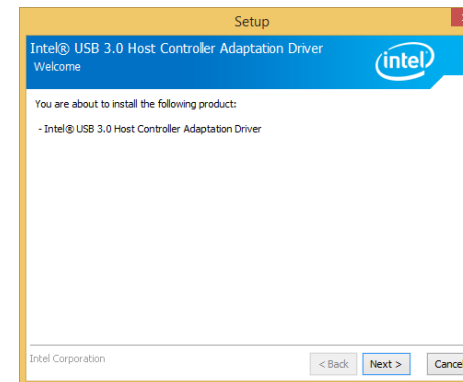 Setup
Intel® USB 3.0 Host Controller Adaptation Driver
Welcome
intel
You are about to install the following product:
- Intel® USB 3.0 Host Controller Adaptation Driver
Intel Corporation
< Back Next > Cancel